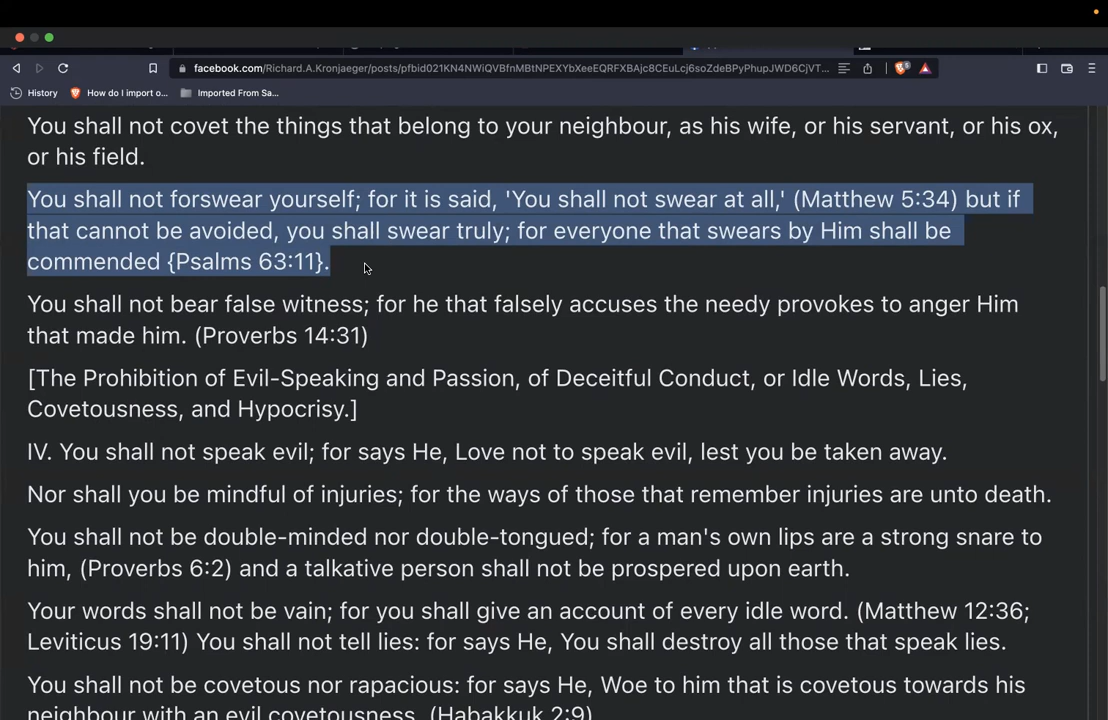 facebook.com/Richard.A.Kronjaeger/posts/pfbid021KN4NWiQVBfnMBtNPEXYbXeeEQRFXBAjc8CEuLcj6soZdeBPyPhupJWD6CjVT...
History How do I import o... Imported From Sa...
You shall not covet the things that belong to your neighbour, as his wife, or his servant, or his ox,
or his field.
You shall not forswear yourself; for it is said, 'You shall not swear at all,' (Matthew 5:34) but if
that cannot be avoided, you shall swear truly; for everyone that swears by Him shall be
commended {Psalms 63:11}.
You shall not bear false witness; for he that falsely accuses the needy provokes to anger Him
that made him. (Proverbs 14:31)
[The Prohibition of Evil-Speaking and Passion, of Deceitful Conduct, or Idle Words, Lies,
Covetousness, and Hypocrisy.]
IV. You shall not speak evil; for says He, Love not to speak evil, lest you be taken away.
Nor shall you be mindful of injuries; for the ways of those that remember injuries are unto death.
You shall not be double-minded nor double-tongued; for a man's own lips are a strong snare to
him, (Proverbs 6:2) and a talkative person shall not be prospered upon earth.
Your words shall not be vain; for you shall give an account of every idle word. (Matthew 12:36;
Leviticus 19:11) You shall not tell lies: for says He, You shall destroy all those that speak lies.
You shall not be covetous nor rapacious: for says He, Woe to him that is covetous towards his
neighbour with an evil covetousness. (Habakkuk 2:9)